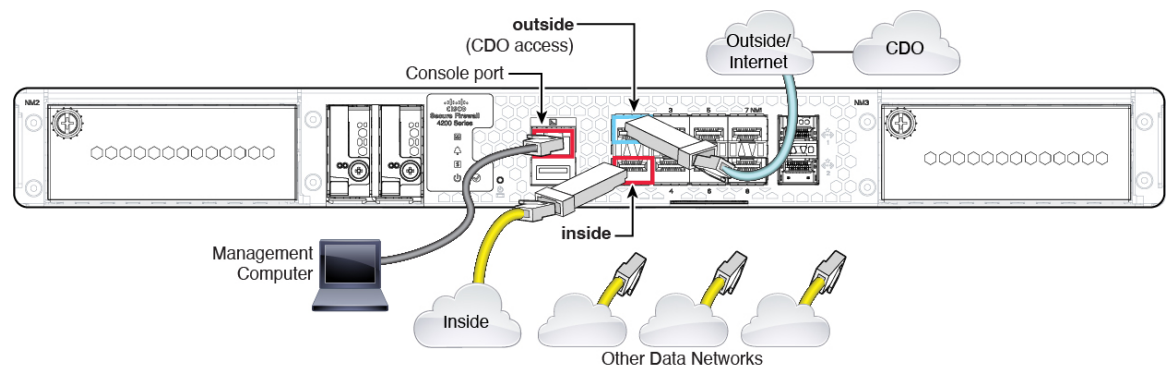 outside
(CDO access)
Console port
Outside/
Internet
CDO
NM2
CISCO
Secure Firewall
4200 Series
3
5
7 NM1
NM3
4
6
8
inside
Management
Computer
Inside
Other Data Networks